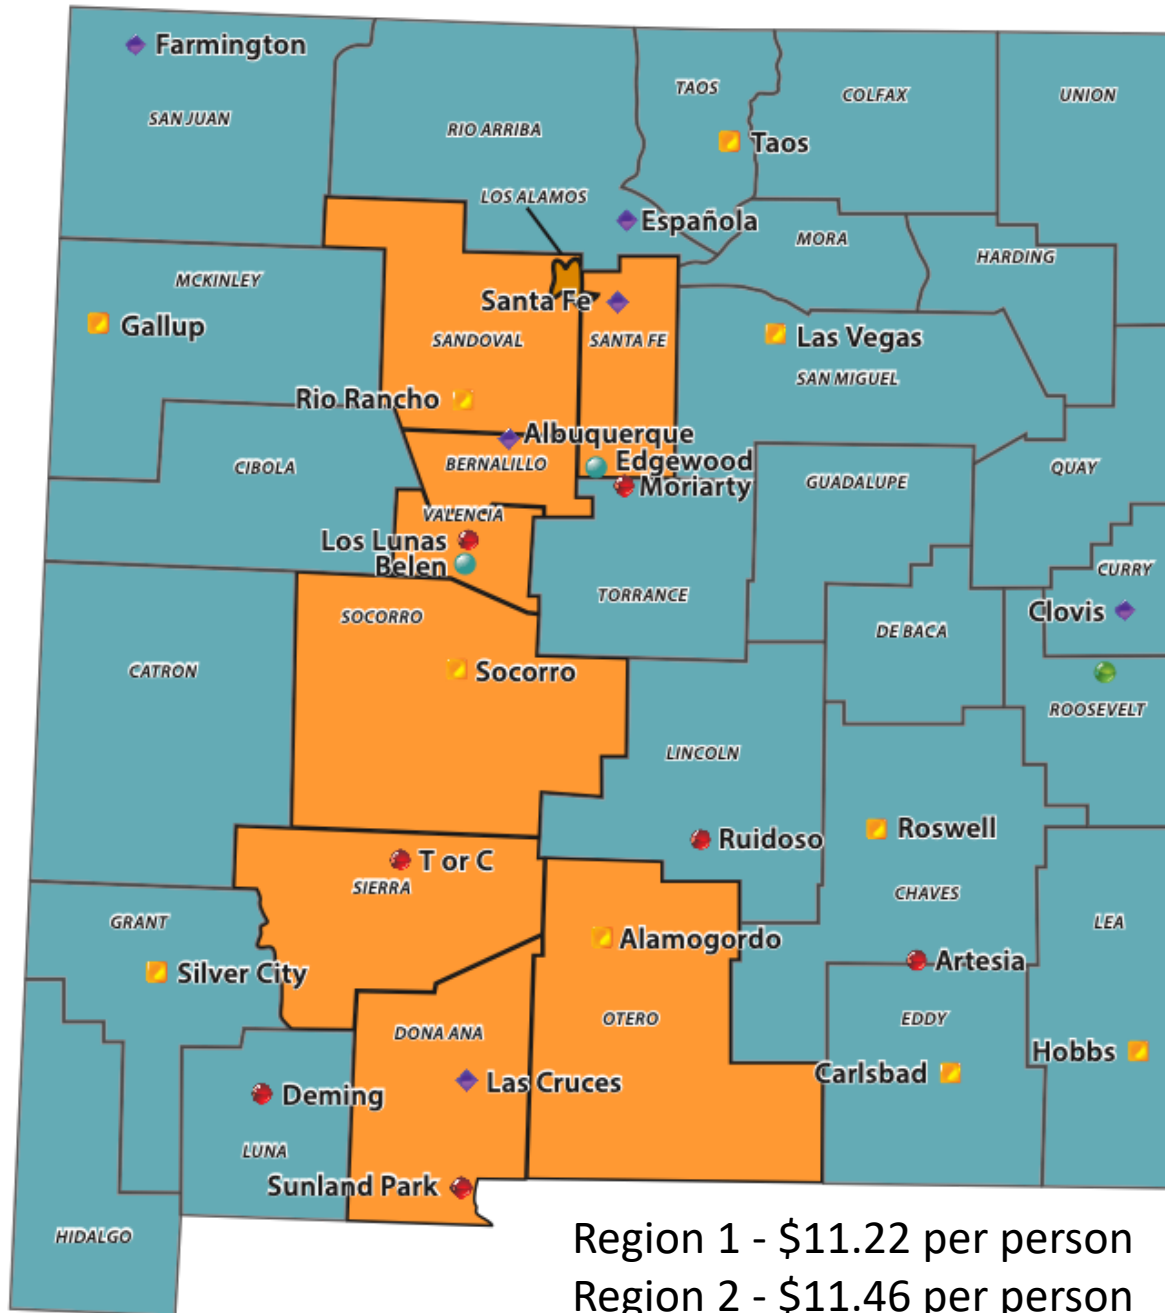 Farmington
SAN JUAN
RIO ARRIBA
TAOS
COLFAX
UNION
Taos
LOS ALAMOS
Española
MORA
HARDING
MCKINLEY
Gallup
Santa Fe
SANDOVAL
SANTA FE
Las Vegas
SAN MIGUEL
Rio Rancho
Albuquerque
BERNALILLO
Edgewood
Moriarty
CIBOLA
GUADALUPE
QUAY
VALENCIA
Los Lunas
Belen
TORRANCE
CURRY
Clovis
SOCORRO
DE BACA
CATRON
Socorro
ROOSEVELT
LINCOLN
Ruidoso
Roswell
T or C
SIERRA
CHAVES
GRANT
LEA
Alamogordo
Silver City
Artesia
OTERO
EDDY
DONA ANA
Hobbs
Carlsbad
Las Cruces
Deming
LUNA
Sunland Park
HIDALGO
Region 1 - $11.22 per person
Region 2 - $11.46 per person